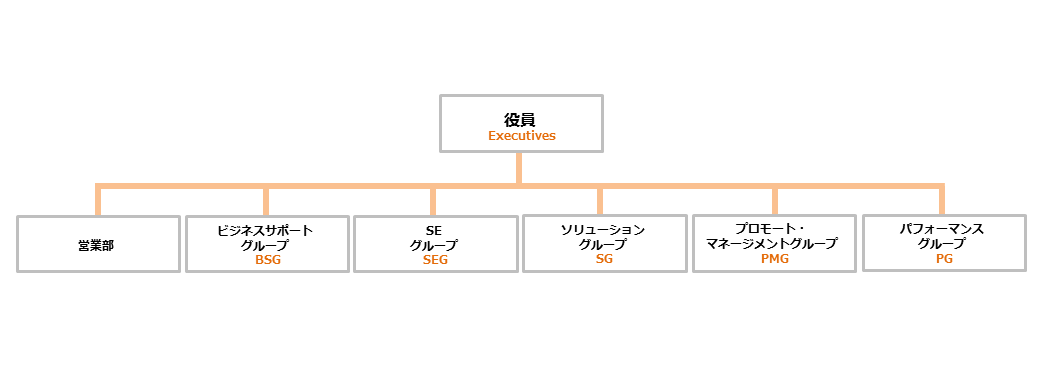 役員
Executives
営業部
ビジネスサポート
グループ
BSG
SE
グループ
SEG
ソリューション
グループ
SG
プロモート・
マネージメントグループ
PMG
パフォーマンス
グループ
PG